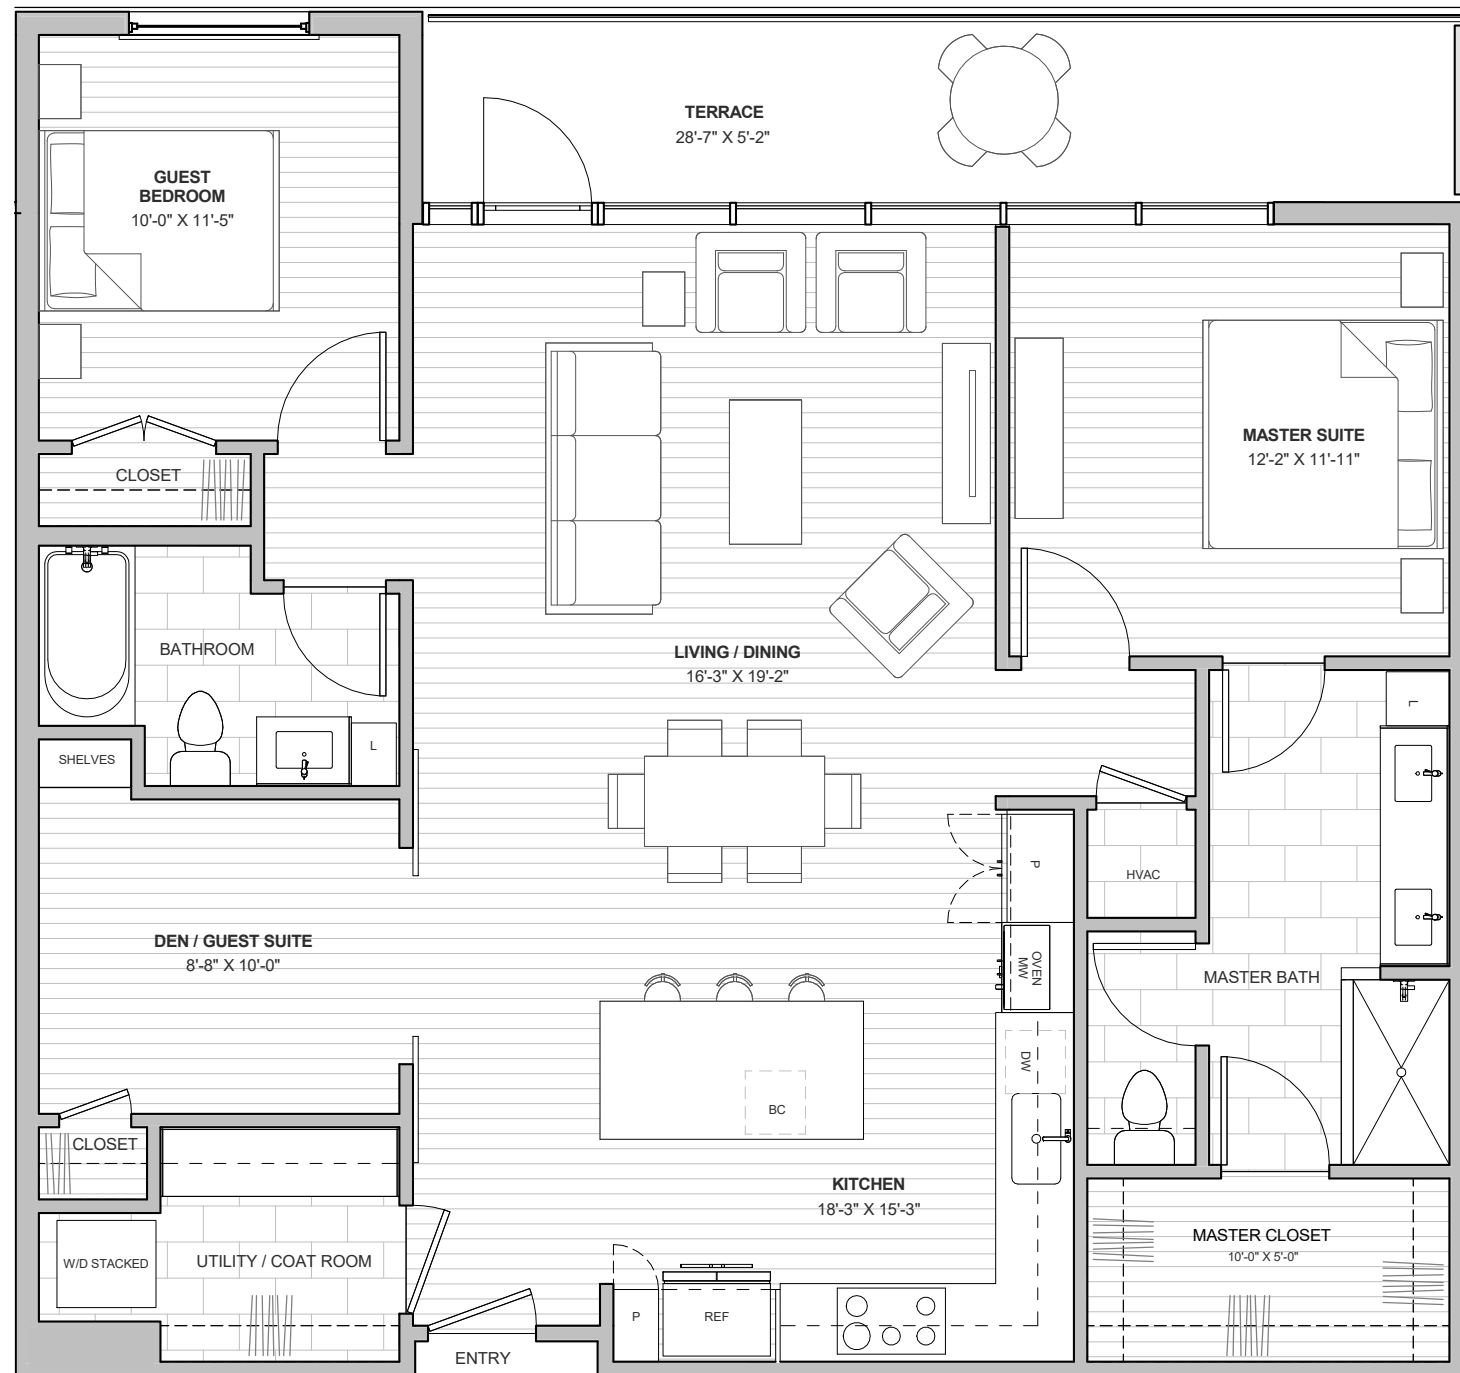 TERRACE
28'-7" X 5'-2"
GUEST
BEDROOM
10'-0" X 11'-5"
MASTER SUITE
12'-2" X 11'-11"
CLOSET
BATHROOM
LIVING / DINING
16'-3" X 19'-2"
L
L
SHELVES
P
HVAC
DEN / GUEST SUITE
8'-8" X 10'-0"
OVEN
MW
MASTER BATH
DW
BC
CLOSET
KITCHEN
18'-3" X 15'-3"
W/D STACKED
UTILITY / COAT ROOM
MASTER CLOSET
10'-0" X 5'-0"
P
REF
ENTRY